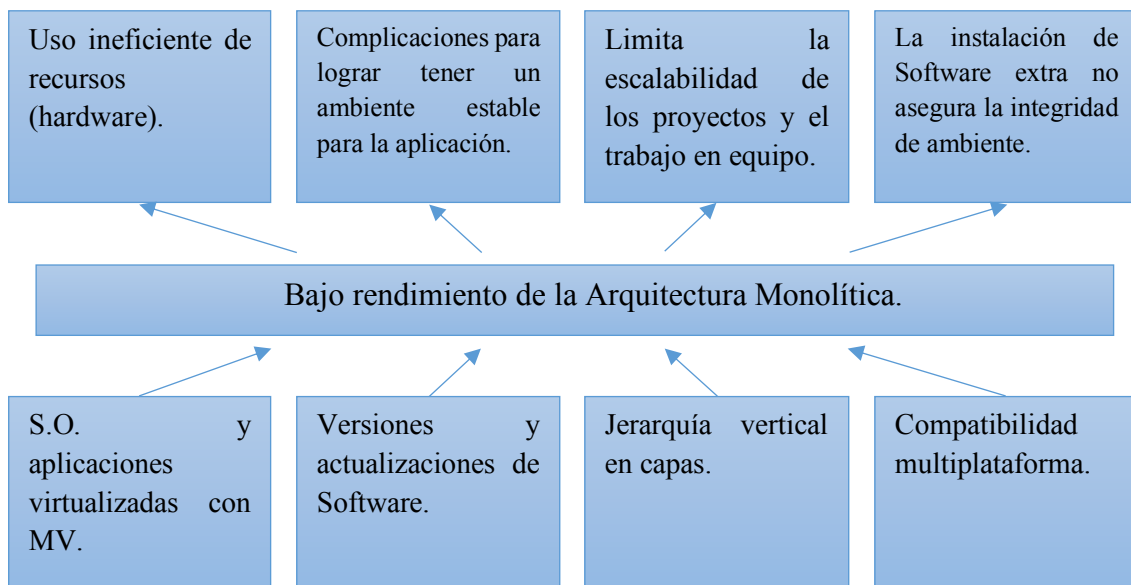 Uso ineficiente de
recursos
(hardware).
Complicaciones para
lograr tener un
ambiente estable
para la aplicación.
Limita la
escalabilidad de
los proyectos y el
trabajo en equipo.
La instalación de
Software extra no
asegura la integridad
de ambiente.
Bajo rendimiento de la Arquitectura Monolítica.
S.O. y
aplicaciones
virtualizadas con
MV.
Versiones y
actualizaciones de
Software.
Jerarquía vertical
en capas.
Compatibilidad
multiplataforma.